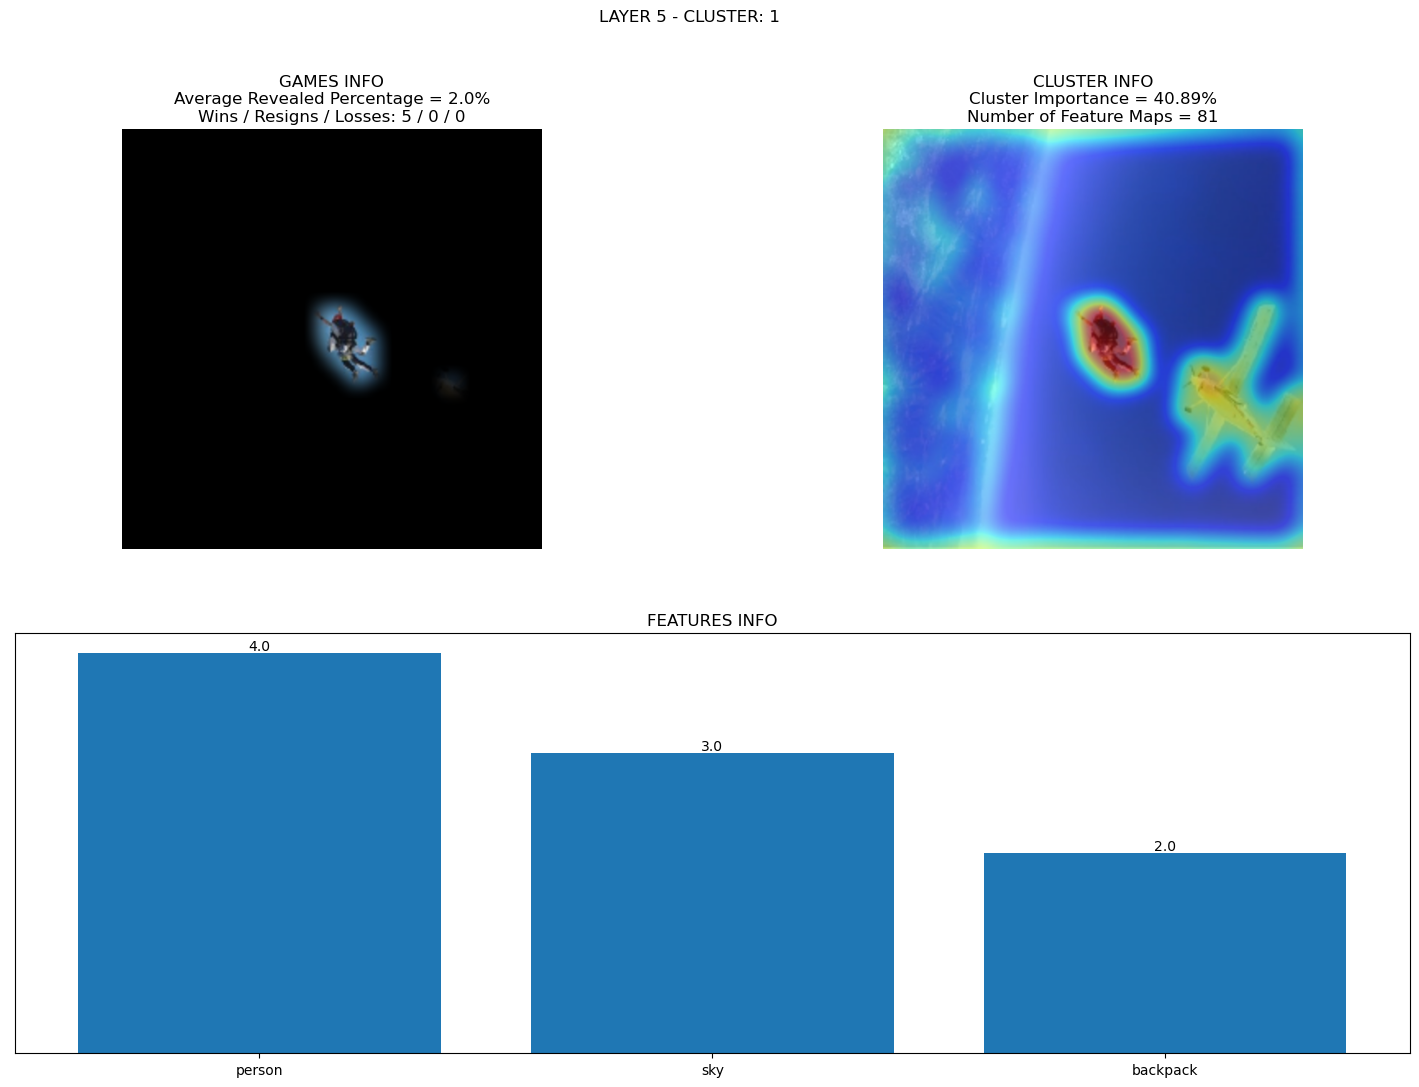 LAYER 5 - CLUSTER: 1
GAMES INFO
Average Revealed Percentage = 2.0%
Wins / Resigns / Losses: 5 / 0 / 0
CLUSTER INFO
Cluster Importance = 40.89%
Number of Feature Maps = 81
FEATURES INFO
4.0
3.0
2.0
person
sky
backpack